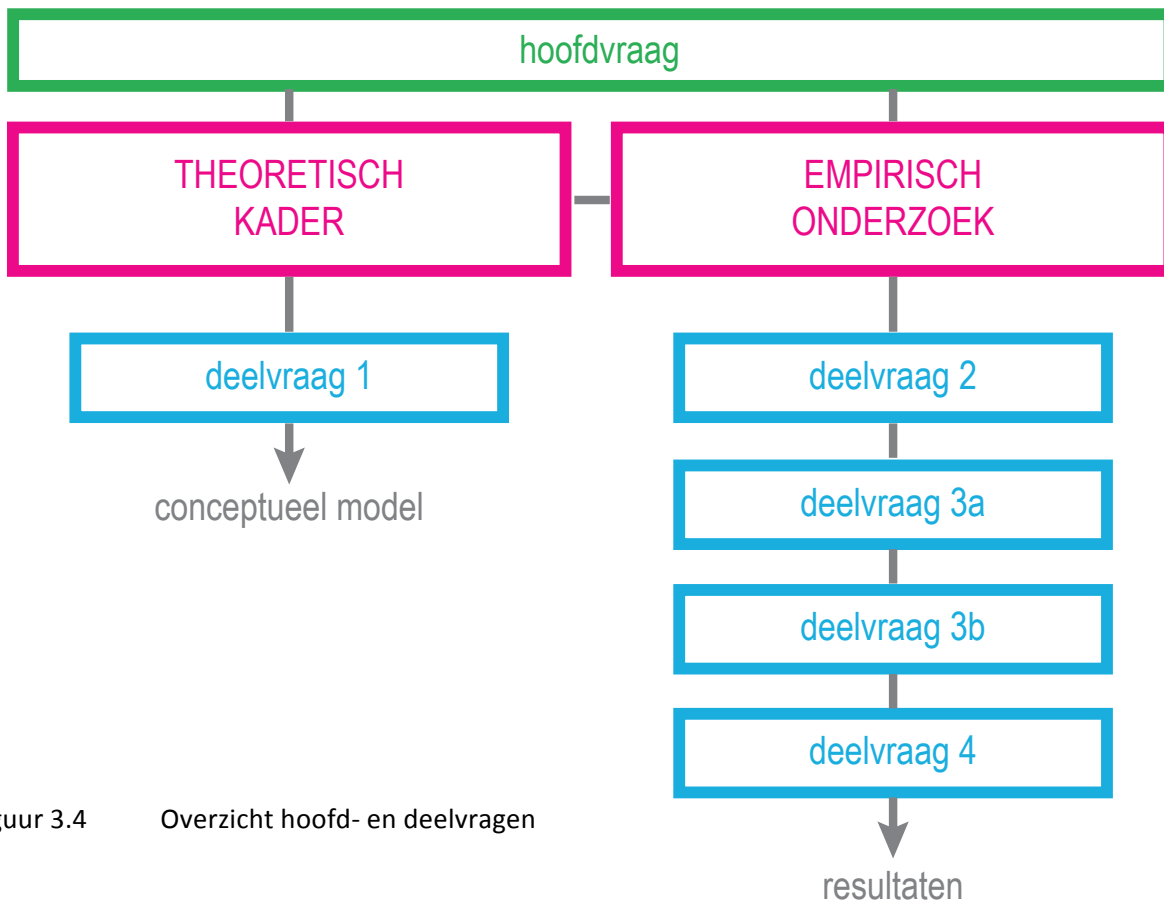 hoofdvraag
THEORETISCH
KADER
EMPIRISCH
ONDERZOEK
deelvraag 1
conceptueel model
deelvraag 2
deelvraag 3a
deelvraag 3b
deelvraag 4
resultaten
guur 3.4 Overzicht hoofd- en deelvragen